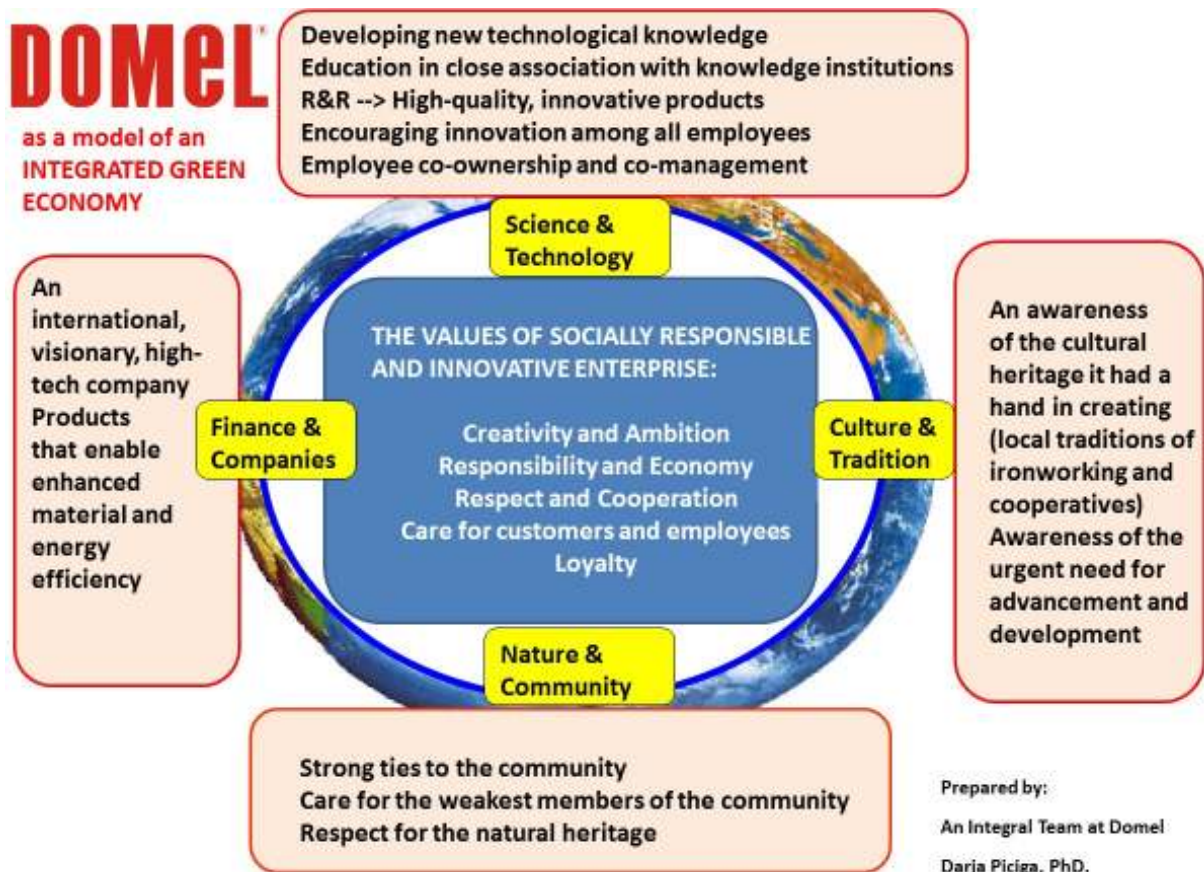 DOMEL®
as a model of an
INTEGRATED GREEN
ECONOMY
Developing new technological knowledge
Education in close association with knowledge institutions
R&R --> High-quality, innovative products
Encouraging innovation among all employees
Employee co-ownership and co-management
Science &
Technology
An
international,
visionary, high-
tech company
Products
that enable
enhanced
material and
energy
efficiency
Finance &
Companies
THE VALUES OF SOCIALLY RESPONSIBLE
AND INNOVATIVE ENTERPRISE:
Creativity and Ambition
Responsibility and Economy
Respect and Cooperation
Care for customers and employees
Loyalty
Culture &
Tradition
An awareness
of the cultural
heritage it had a
hand in creating
(local traditions of
ironworking and
cooperatives)
Awareness of the
urgent need for
advancement and
development
Nature &
Community
Strong ties to the community
Care for the weakest members of the community
Respect for the natural heritage
Prepared by:
An Integral Team at Domel
Darja Piciga, PhD.